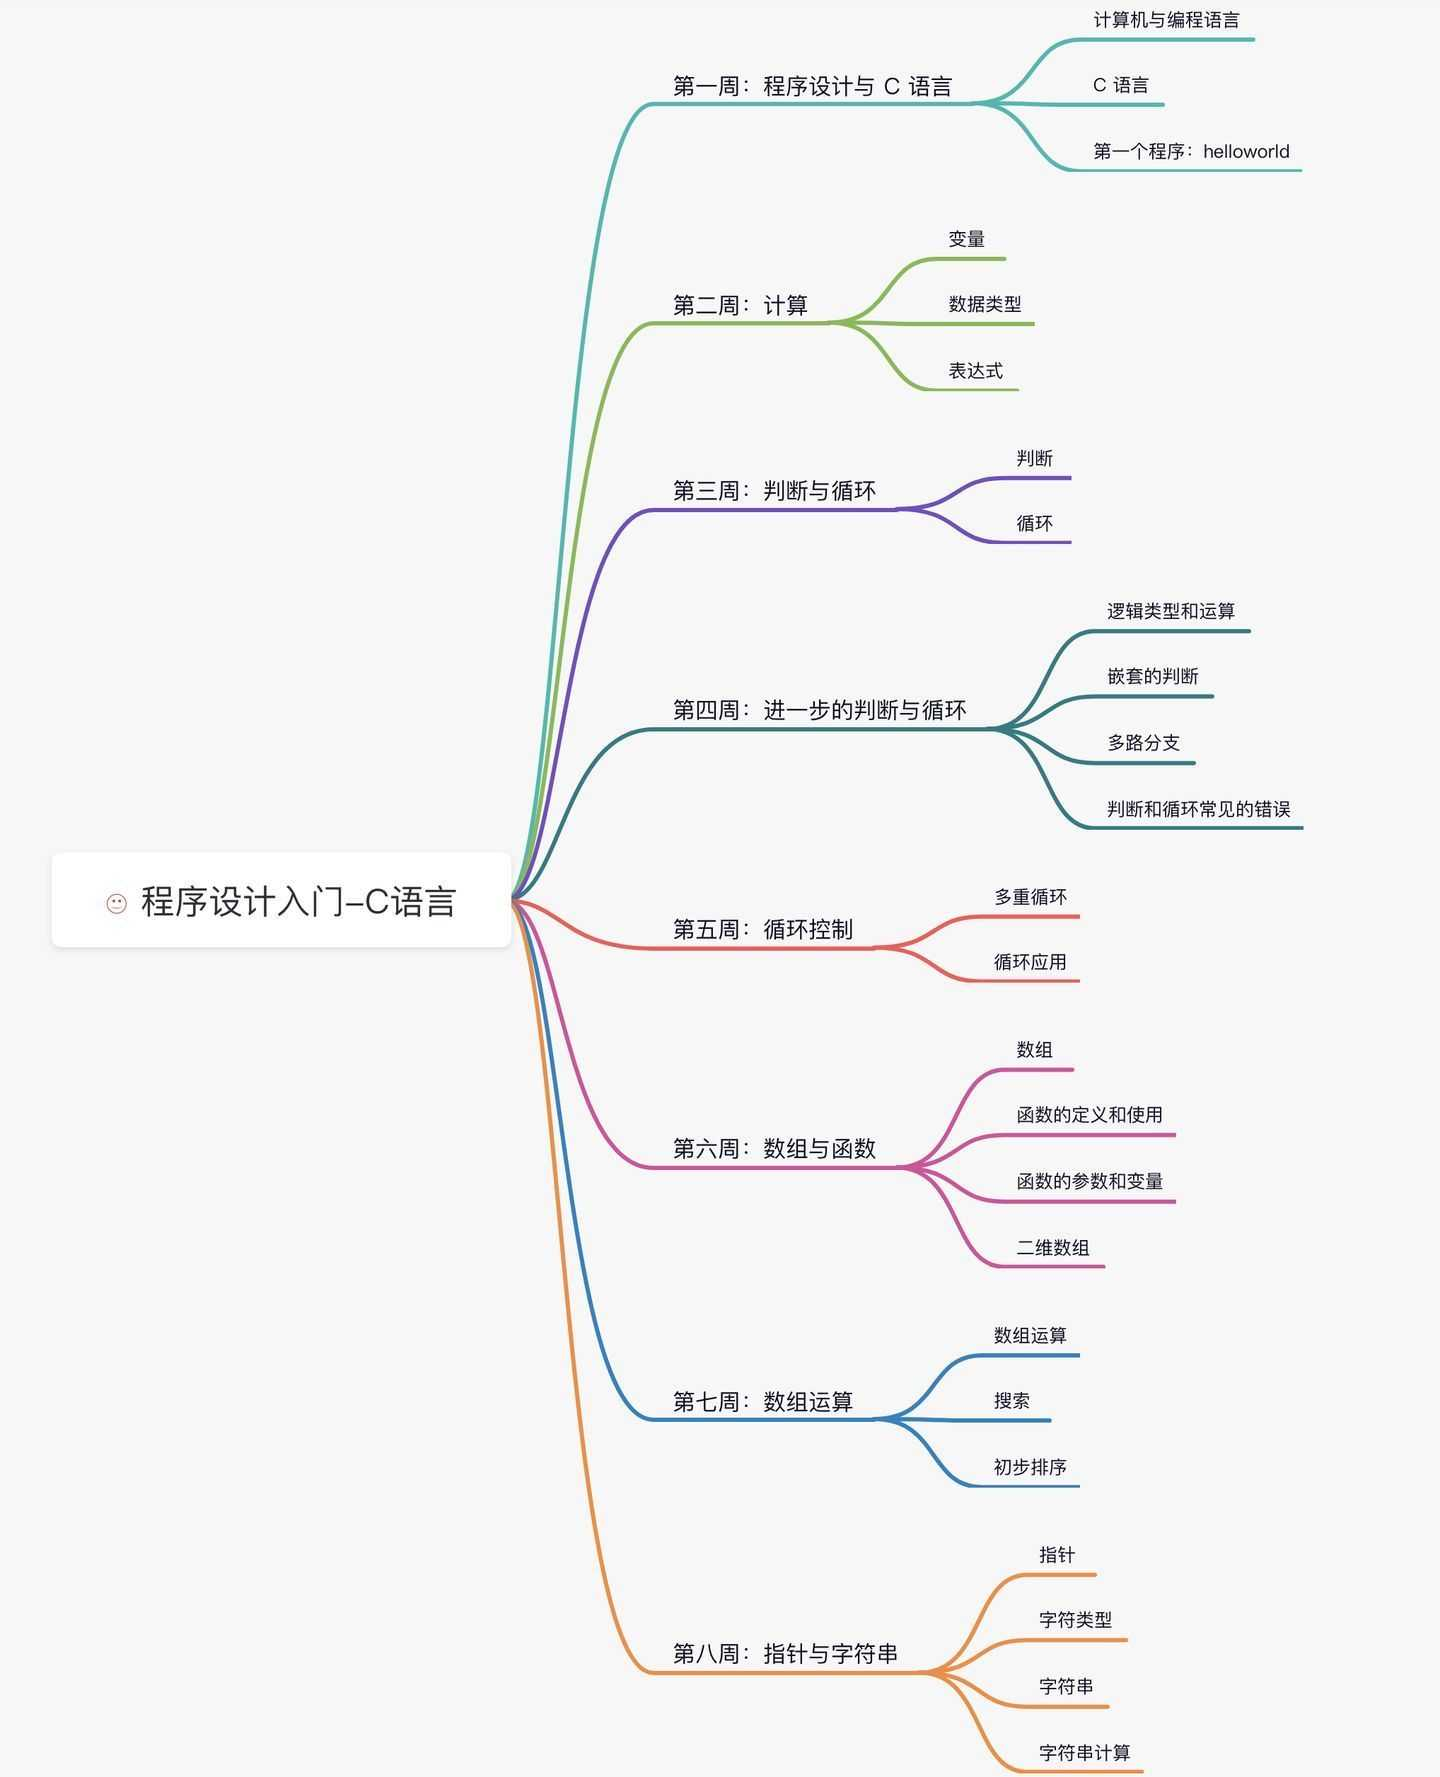 程序设计入门–C语言
第一周：程序设计与 C 语言
计算机与编程语言
C 语言
第一个程序：helloworld
第二周：计算
变量
数据类型
表达式
第三周：判断与循环
判断
循环
第四周：进一步的判断与循环
逻辑类型和运算
嵌套的判断
多路分支
判断和循环常见的错误
第五周：循环控制
多重循环
循环应用
第六周：数组与函数
数组
函数的定义和使用
函数的参数和变量
二维数组
第七周：数组运算
数组运算
搜索
初步排序
第八周：指针与字符串
指针
字符类型
字符串
字符串计算